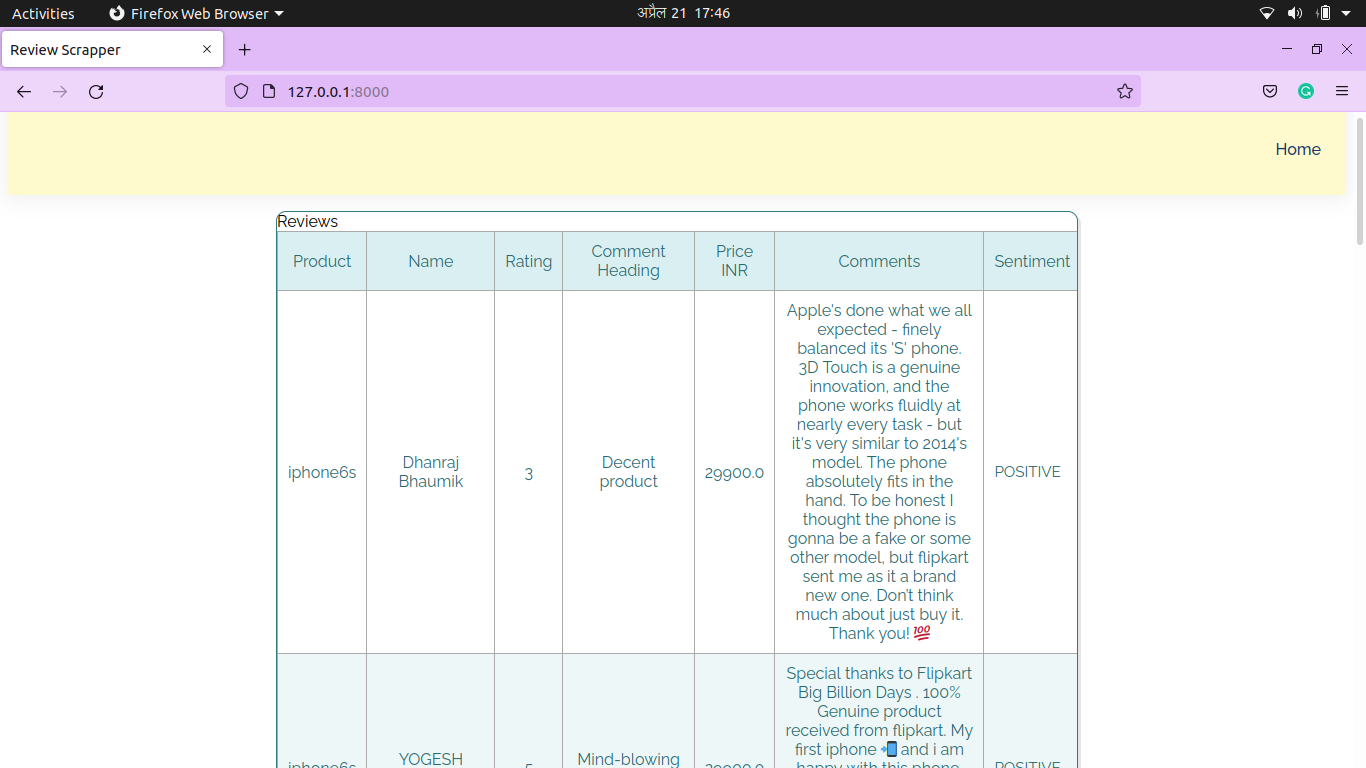 Activities Firefox Web Browser अप्रैल 21 17:46
Review Scrapper
127.0.0.1:8000
Home
Reviews
Product Name Rating Comment Heading Price INR Comments Sentiment
iphone6s
Dhanraj
Bhaumik
3
Decent
product
29900.0
Apple's done what we all
expected - finely
balanced its 'S' phone.
3D Touch is a genuine
innovation, and the
phone works fluidly at
nearly every task - but
it's very similar to 2014's
model. The phone
absolutely fits in the
hand. To be honest I
thought the phone is
gonna be a fake or some
other model, but flipkart
sent me as it a brand
new one. Don't think
much about just buy it.
Thank you! 💯
POSITIVE
iphone6s
YOGESH
5
Mind-blowing
29900.0
Special thanks to Flipkart
Big Billion Days . 100%
Genuine product
received from flipkart. My
first iphone 📲 and i am
happy with this phone
POSITIVE